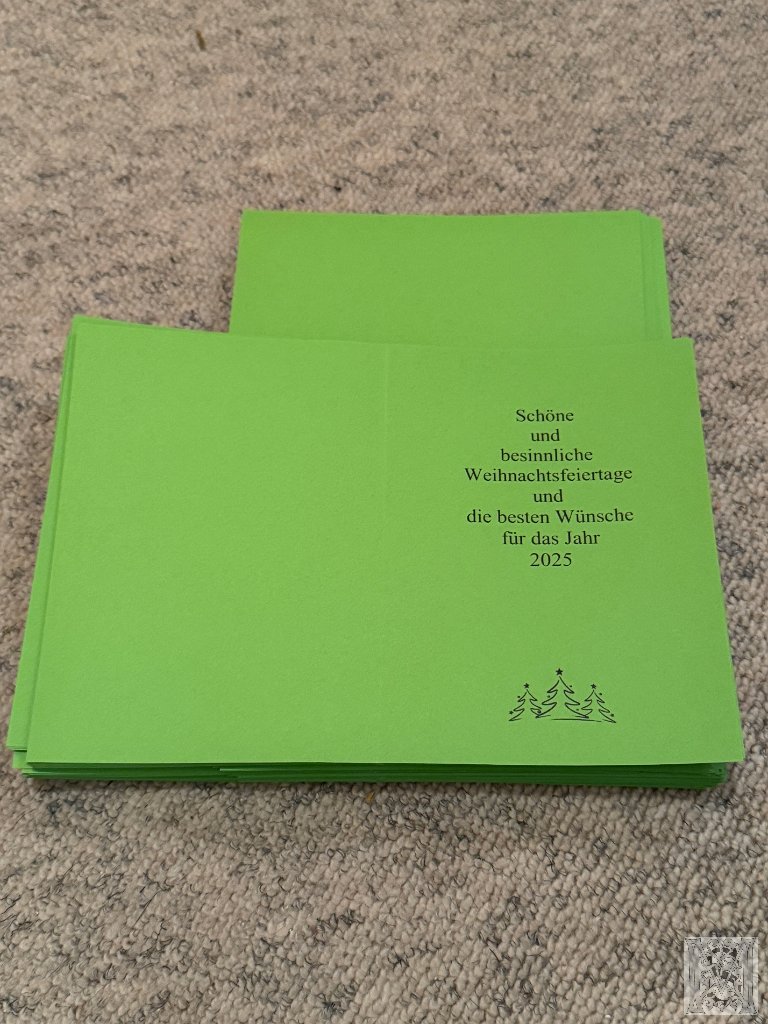 Schöne
und
besinnliche
Weihnachtsfeiertage
und
die besten Wünsche
für das Jahr
2025